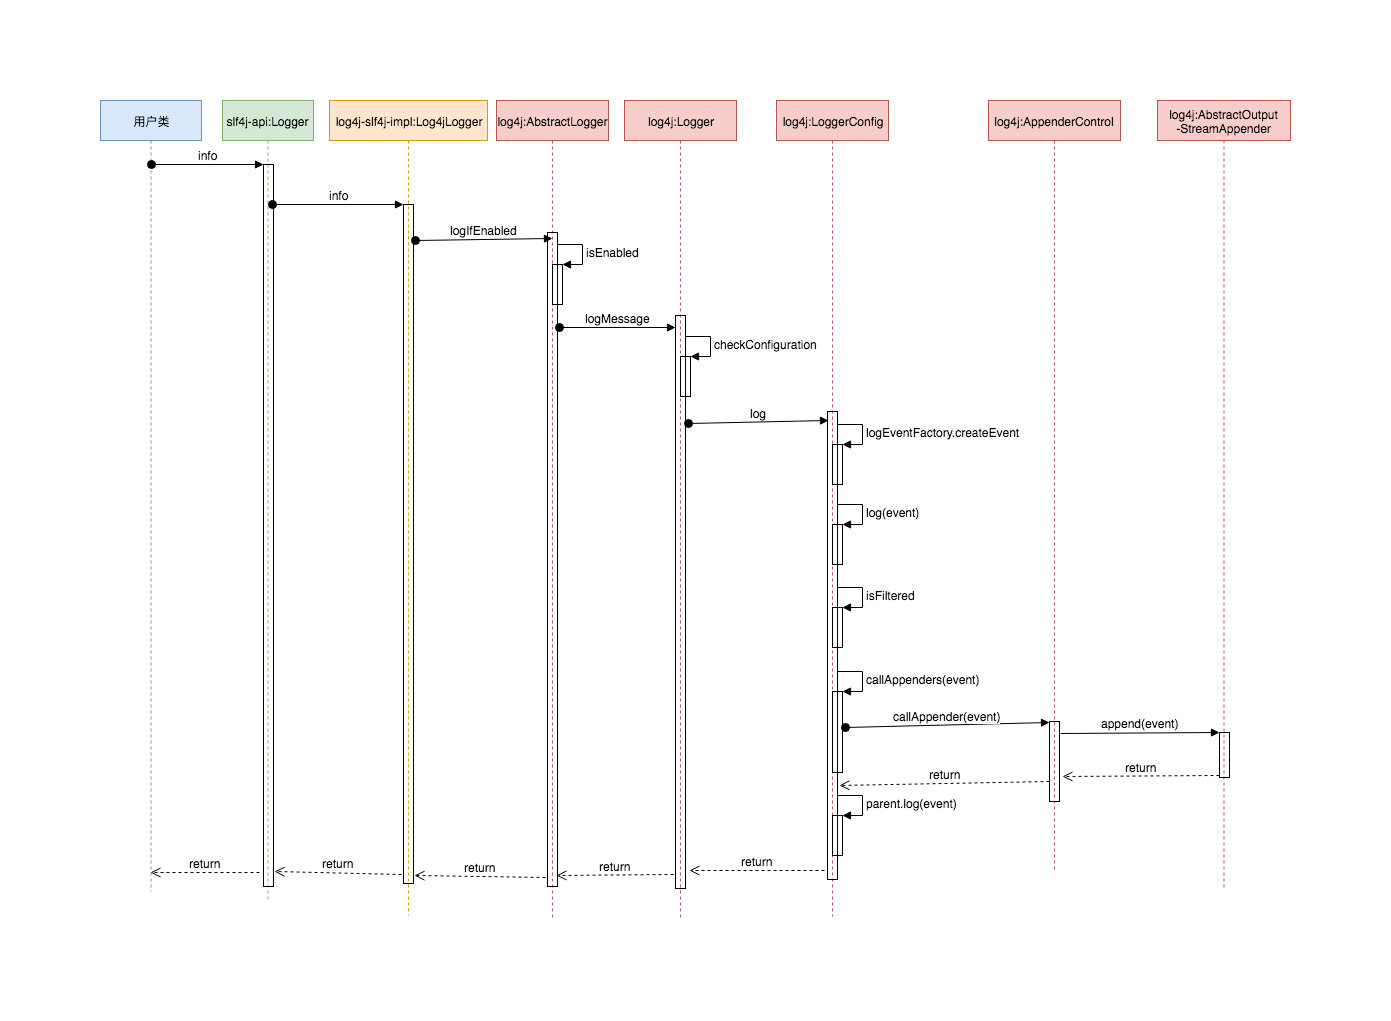 用户类
slf4j-api:Logger
log4j-slf4j-impl:Log4jLogger
log4j:AbstractLogger
log4j:Logger
log4j:LoggerConfig
log4j:AppenderControl
log4j:AbstractOutput
-StreamAppender
info
info
logIfEnabled
isEnabled
logMessage
checkConfiguration
log
logEventFactory.createEvent
log(event)
isFiltered
callAppenders(event)
callAppender(event)
append(event)
return
return
parent.log(event)
return
return
return
return
return